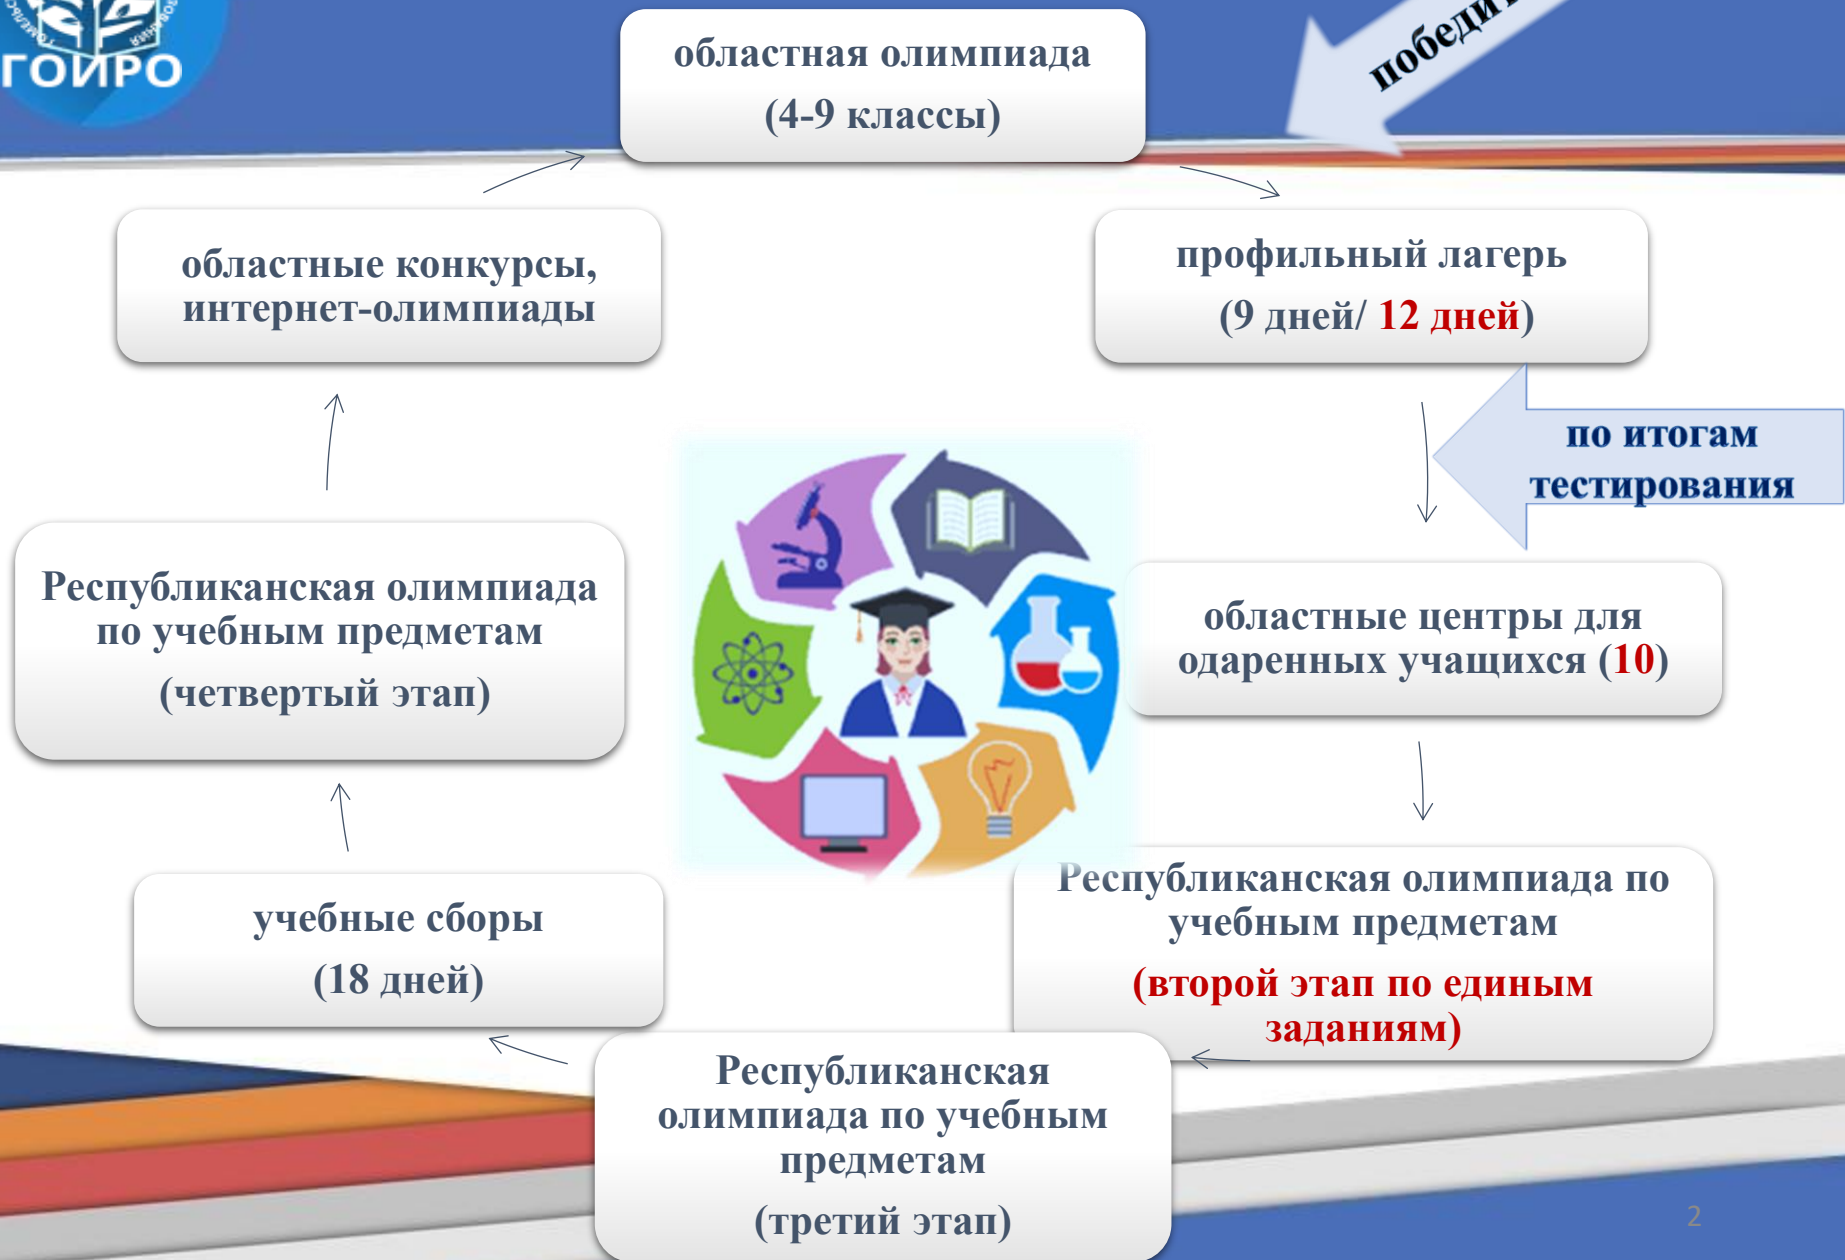 ГОИРО
победит
областная олимпиада
(4-9 классы)
областные конкурсы,
интернет-олимпиады
профильный лагерь
(9 дней/ 12 дней)
по итогам
тестирования
Республиканская олимпиада
по учебным предметам
(четвертый этап)
областные центры для
одаренных учащихся (10)
учебные сборы
(18 дней)
Республиканская олимпиада по
учебным предметам
(второй этап по единым
заданиям)
Республиканская
олимпиада по учебным
предметам
(третий этап)
2